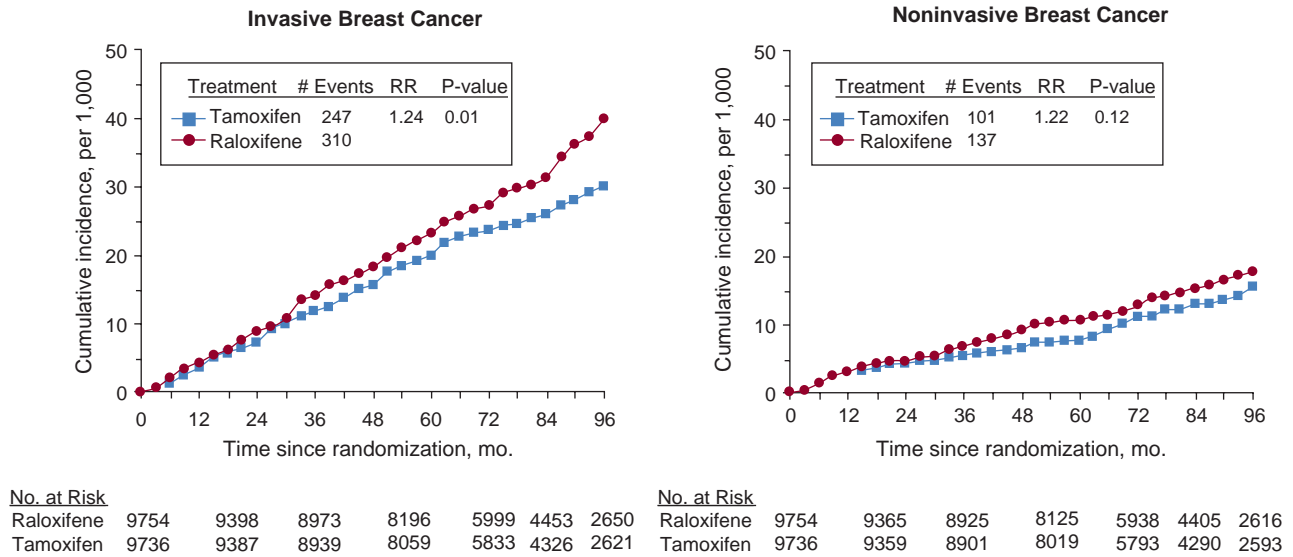 Invasive Breast Cancer
Cumulative incidence, per 1,000
50
40
30
20
10
0
Treatment # Events RR P-value
Tamoxifen 247 1.24 0.01
Raloxifene 310
0 12 24 36 48 60 72 84 96
Time since randomization, mo.
No. at Risk
Raloxifene 9754 9398 8973 8196 5999 4453 2650
Tamoxifen 9736 9387 8939 8059 5833 4326 2621
Noninvasive Breast Cancer
Cumulative incidence, per 1,000
50
40
30
20
10
0
Treatment # Events RR P-value
Tamoxifen 101 1.22 0.12
Raloxifene 137
0 12 24 36 48 60 72 84 96
Time since randomization, mo.
No. at Risk
Raloxifene 9754 9365 8925 8125 5938 4405 2616
Tamoxifen 9736 9359 8901 8019 5793 4290 2593